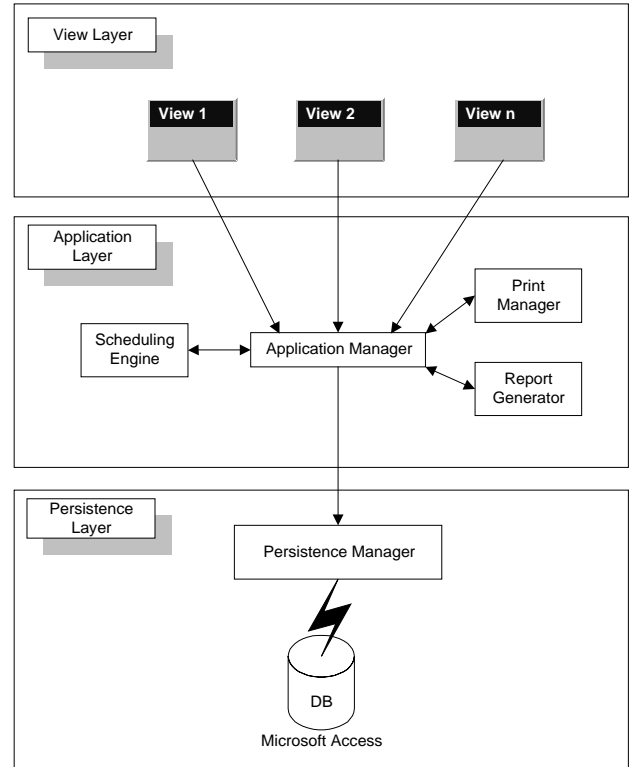 View Layer
View 1
View 2
View n
Application
Layer
Print
Manager
Scheduling
Engine
Application Manager
Report
Generator
Persistence
Layer
Persistence Manager
DB
Microsoft Access